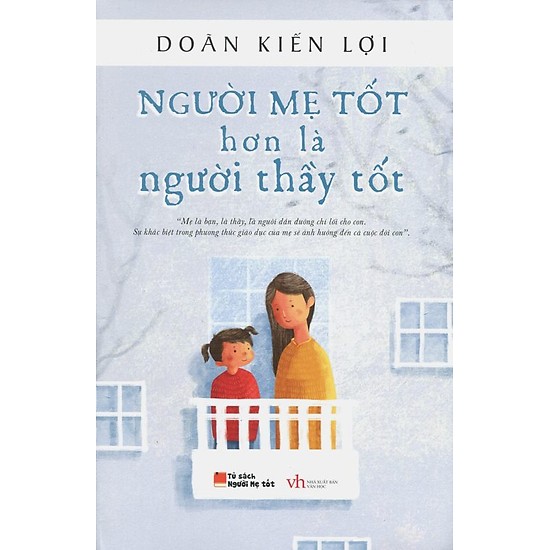 DOÃN KIẾN LỢI
NGƯỜI MẸ TỐT
hơn là
người thầy tốt
“Mẹ là bạn, là thầy, là người dẫn đường chỉ lối cho con.
Sự khác biệt trong phương thức giáo dục của mẹ sẽ ảnh hưởng đến cả cuộc đời con”.
Tủ sách
Người Mẹ tốt
vh NHÀ XUẤT BẢN
VĂN HỌC